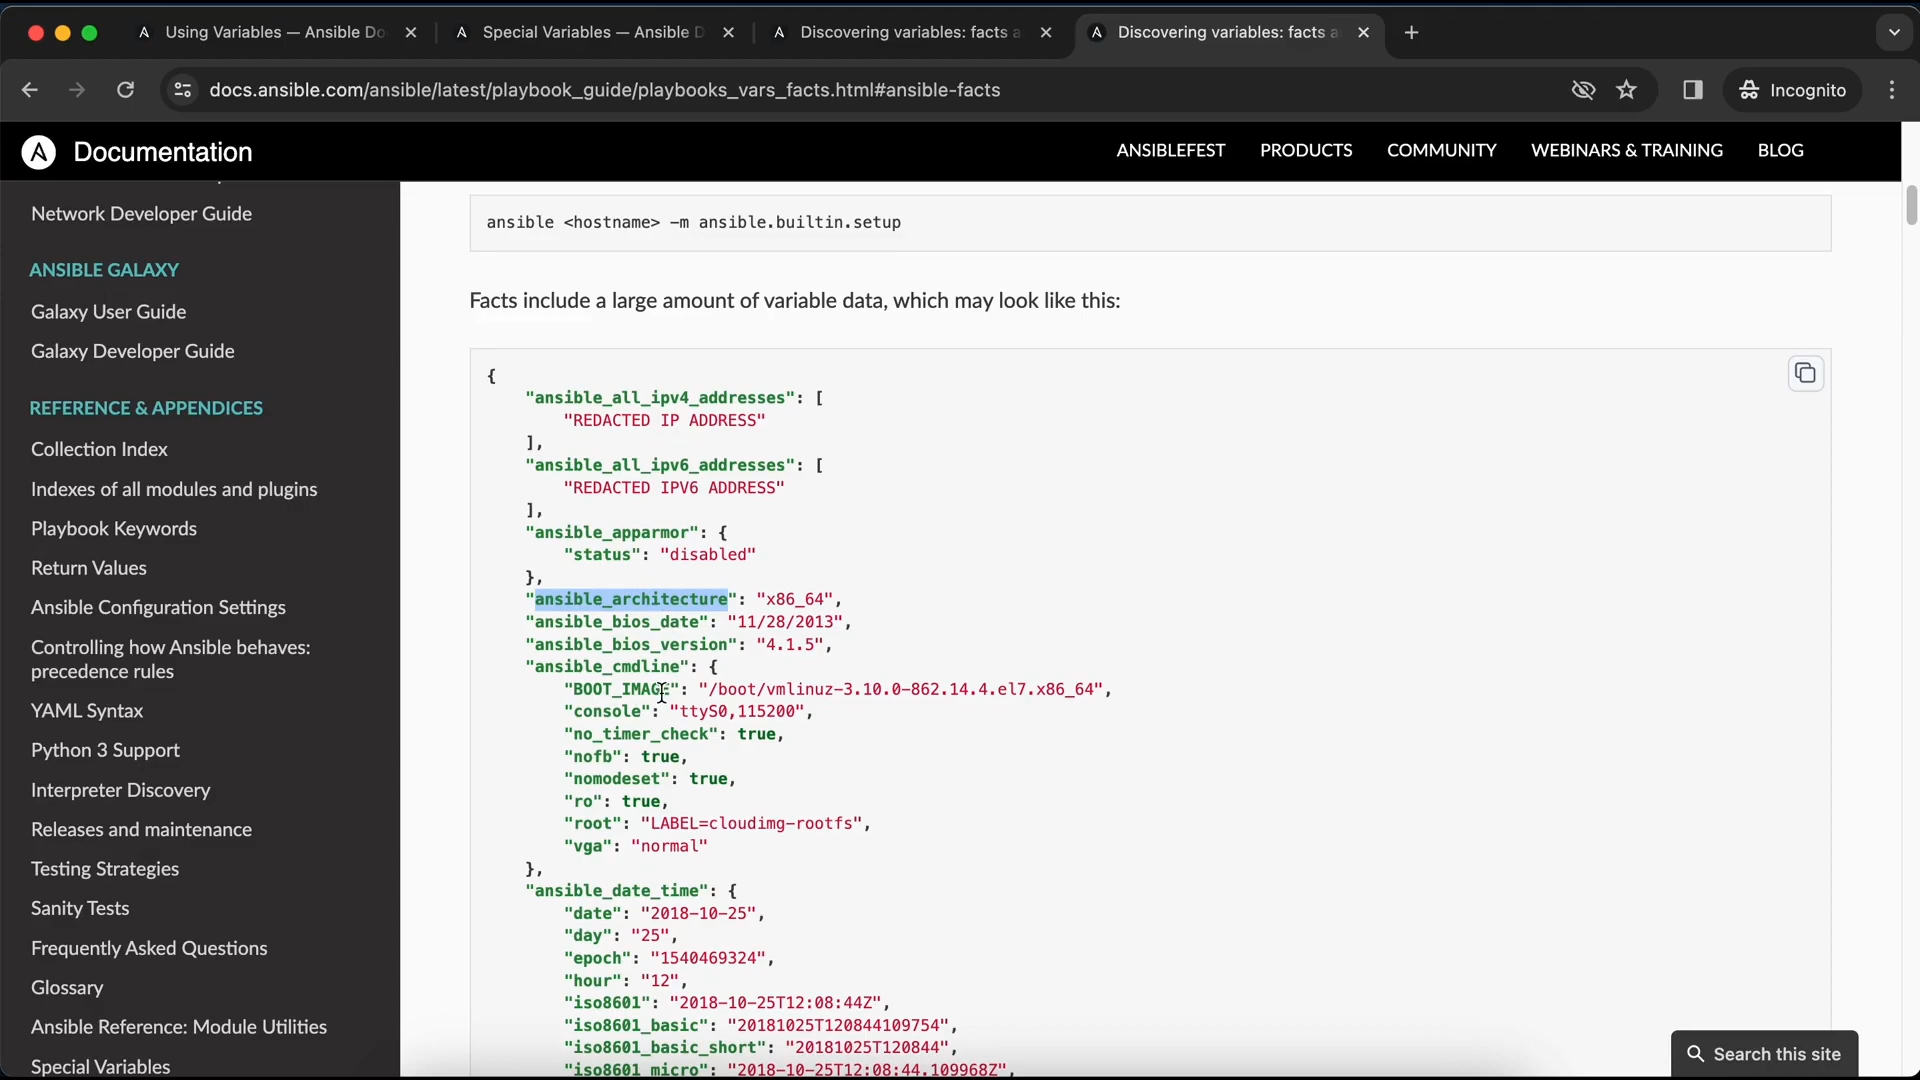 Using Variables — Ansible Do
Special Variables — Ansible D
Discovering variables: facts a
Discovering variables: facts a
docs.ansible.com/ansible/latest/playbook_guide/playbooks_vars_facts.html#ansible-facts
Incognito
A Documentation
ANSIBLEFEST PRODUCTS COMMUNITY WEBINARS & TRAINING BLOG
Network Developer Guide
ANSIBLE GALAXY
Galaxy User Guide
Galaxy Developer Guide
REFERENCE & APPENDICES
Collection Index
Indexes of all modules and plugins
Playbook Keywords
Return Values
Ansible Configuration Settings
Controlling how Ansible behaves:
precedence rules
YAML Syntax
Python 3 Support
Interpreter Discovery
Releases and maintenance
Testing Strategies
Sanity Tests
Frequently Asked Questions
Glossary
Ansible Reference: Module Utilities
Special Variables
ansible <hostname> -m ansible.builtin.setup
Facts include a large amount of variable data, which may look like this:
{
"ansible_all_ipv4_addresses": [
"REDACTED IP ADDRESS"
],
"ansible_all_ipv6_addresses": [
"REDACTED IPV6 ADDRESS"
],
"ansible_apparmor": {
"status": "disabled"
},
"ansible_architecture": "x86_64",
"ansible_bios_date": "11/28/2013",
"ansible_bios_version": "4.1.5",
"ansible_cmdline": {
"BOOT_IMAGE": "/boot/vmlinuz-3.10.0-862.14.4.el7.x86_64",
"console": "ttyS0,115200",
"no_timer_check": true,
"nofb": true,
"nomodeset": true,
"ro": true,
"root": "LABEL=cloudimg-rootfs",
"vga": "normal"
},
"ansible_date_time": {
"date": "2018-10-25",
"day": "25",
"epoch": "1540469324",
"hour": "12",
"iso8601": "2018-10-25T12:08:44Z",
"iso8601_basic": "20181025T120844109754",
"iso8601_basic_short": "20181025T120844",
"iso8601_micro": "2018-10-25T12:08:44.109968Z",
Search this site